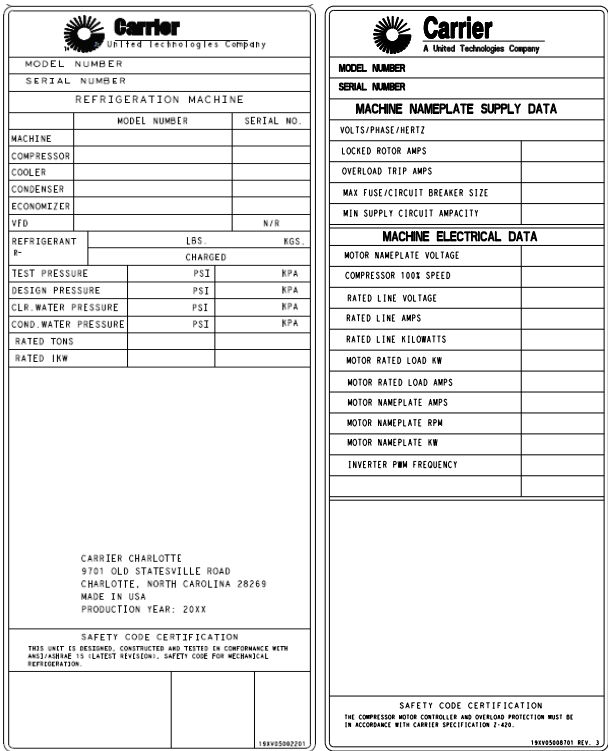 Carrier
A United Technologies Company
MODEL NUMBER
SERIAL NUMBER
REFRIGERATION MACHINE
MODEL NUMBER SERIAL NO.
MACHINE
COMPRESSOR
COOLER
CONDENSER
ECONOMIZER
VFD N/R
REFRIGERANT LBS. KGS.
R- CHARGED
TEST PRESSURE PSI KPA
DESIGN PRESSURE PSI KPA
CLR.WATER PRESSURE PSI KPA
COND.WATER PRESSURE PSI KPA
RATED TONS
RATED IKW
CARRIER CHARLOTTE
9701 OLD STATESVILLE ROAD
CHARLOTTE, NORTH CAROLINA 28269
MADE IN USA
PRODUCTION YEAR: 20XX
SAFETY CODE CERTIFICATION
THIS UNIT IS DESIGNED, CONSTRUCTED AND TESTED IN CONFORMANCE WITH
ANSI/ASHRAE 15 (LATEST REVISION), SAFETY CODE FOR MECHANICAL
REFRIGERATION.
19XV05002201
Carrier
A United Technologies Company
MODEL NUMBER
SERIAL NUMBER
MACHINE NAMEPLATE SUPPLY DATA
VOLTS/PHASE/HERTZ
LOCKED ROTOR AMPS
OVERLOAD TRIP AMPS
MAX FUSE/CIRCUIT BREAKER SIZE
MIN SUPPLY CIRCUIT AMPACITY
MACHINE ELECTRICAL DATA
MOTOR NAMEPLATE VOLTAGE
COMPRESSOR 100% SPEED
RATED LINE VOLTAGE
RATED LINE AMPS
RATED LINE KILOWATTS
MOTOR RATED LOAD KW
MOTOR RATED LOAD AMPS
MOTOR NAMEPLATE AMPS
MOTOR NAMEPLATE RPM
MOTOR NAMEPLATE KW
INVERTER PWM FREQUENCY
SAFETY CODE CERTIFICATION
THE COMPRESSOR MOTOR CONTROLLER AND OVERLOAD PROTECTION MUST BE
IN ACCORDANCE WITH CARRIER SPECIFICATION Z-420.
19XV05008701 REV. 3